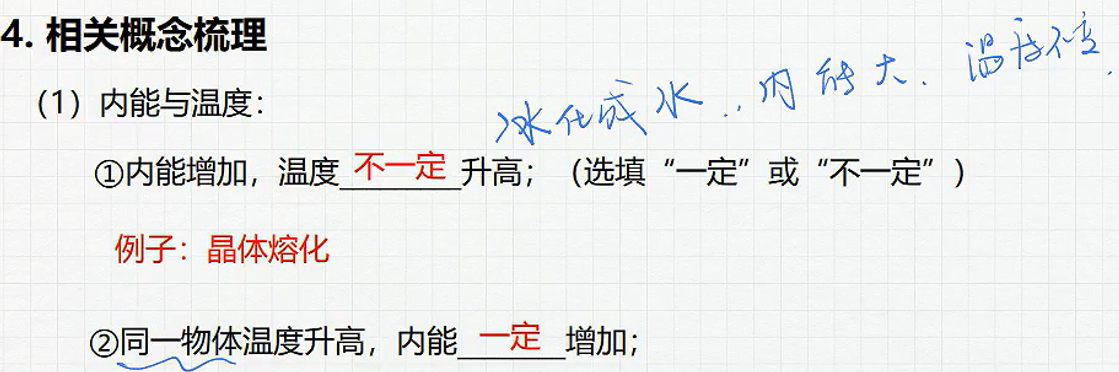 4. 相关概念梳理
冰化成水，内能大．温度不变．
（1）内能与温度：
①内能增加，温度不一定升高；（选填“一定”或“不一定”）
例子：晶体熔化
②同一物体温度升高，内能一定增加；